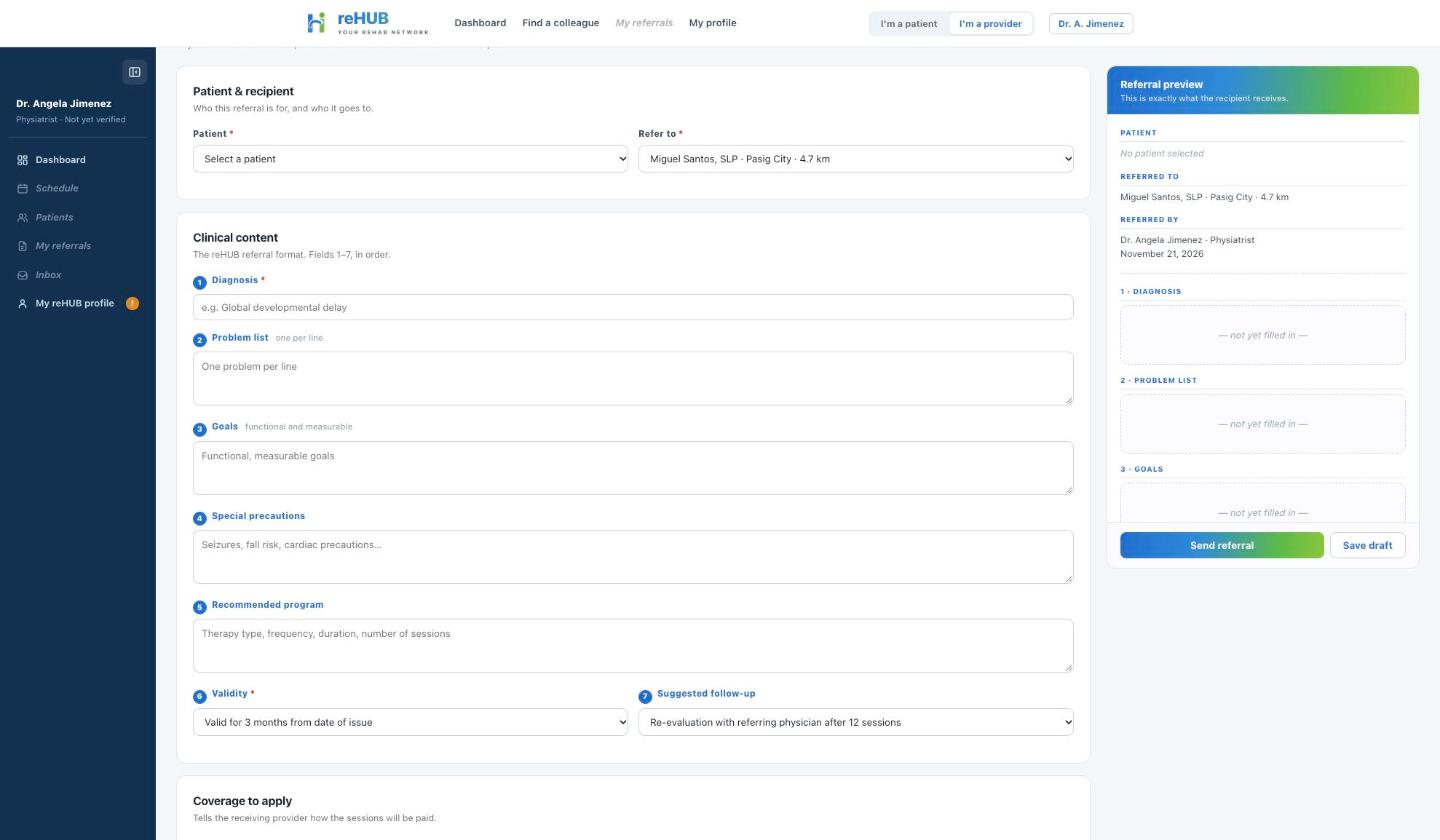 reHUB
YOUR REHAB NETWORK
Dashboard
Find a colleague
My referrals
My profile
I'm a patient
I'm a provider
Dr. A. Jimenez
Dr. Angela Jimenez
Physiatrist · Not yet verified
Dashboard
Schedule
Patients
My referrals
Inbox
My reHUB profile !
Patient & recipient
Who this referral is for, and who it goes to.
Patient *
Select a patient
Refer to *
Miguel Santos, SLP · Pasig City · 4.7 km
Clinical content
The reHUB referral format. Fields 1–7, in order.
1 Diagnosis *
e.g. Global developmental delay
2 Problem list one per line
One problem per line
3 Goals functional and measurable
Functional, measurable goals
4 Special precautions
Seizures, fall risk, cardiac precautions...
5 Recommended program
Therapy type, frequency, duration, number of sessions
6 Validity *
Valid for 3 months from date of issue
7 Suggested follow-up
Re-evaluation with referring physician after 12 sessions
Coverage to apply
Tells the receiving provider how the sessions will be paid.
Referral preview
This is exactly what the recipient receives.
PATIENT
No patient selected
REFERRED TO
Miguel Santos, SLP · Pasig City · 4.7 km
REFERRED BY
Dr. Angela Jimenez · Physiatrist
November 21, 2026
1 · DIAGNOSIS
— not yet filled in —
2 · PROBLEM LIST
— not yet filled in —
3 · GOALS
— not yet filled in —
Send referral
Save draft